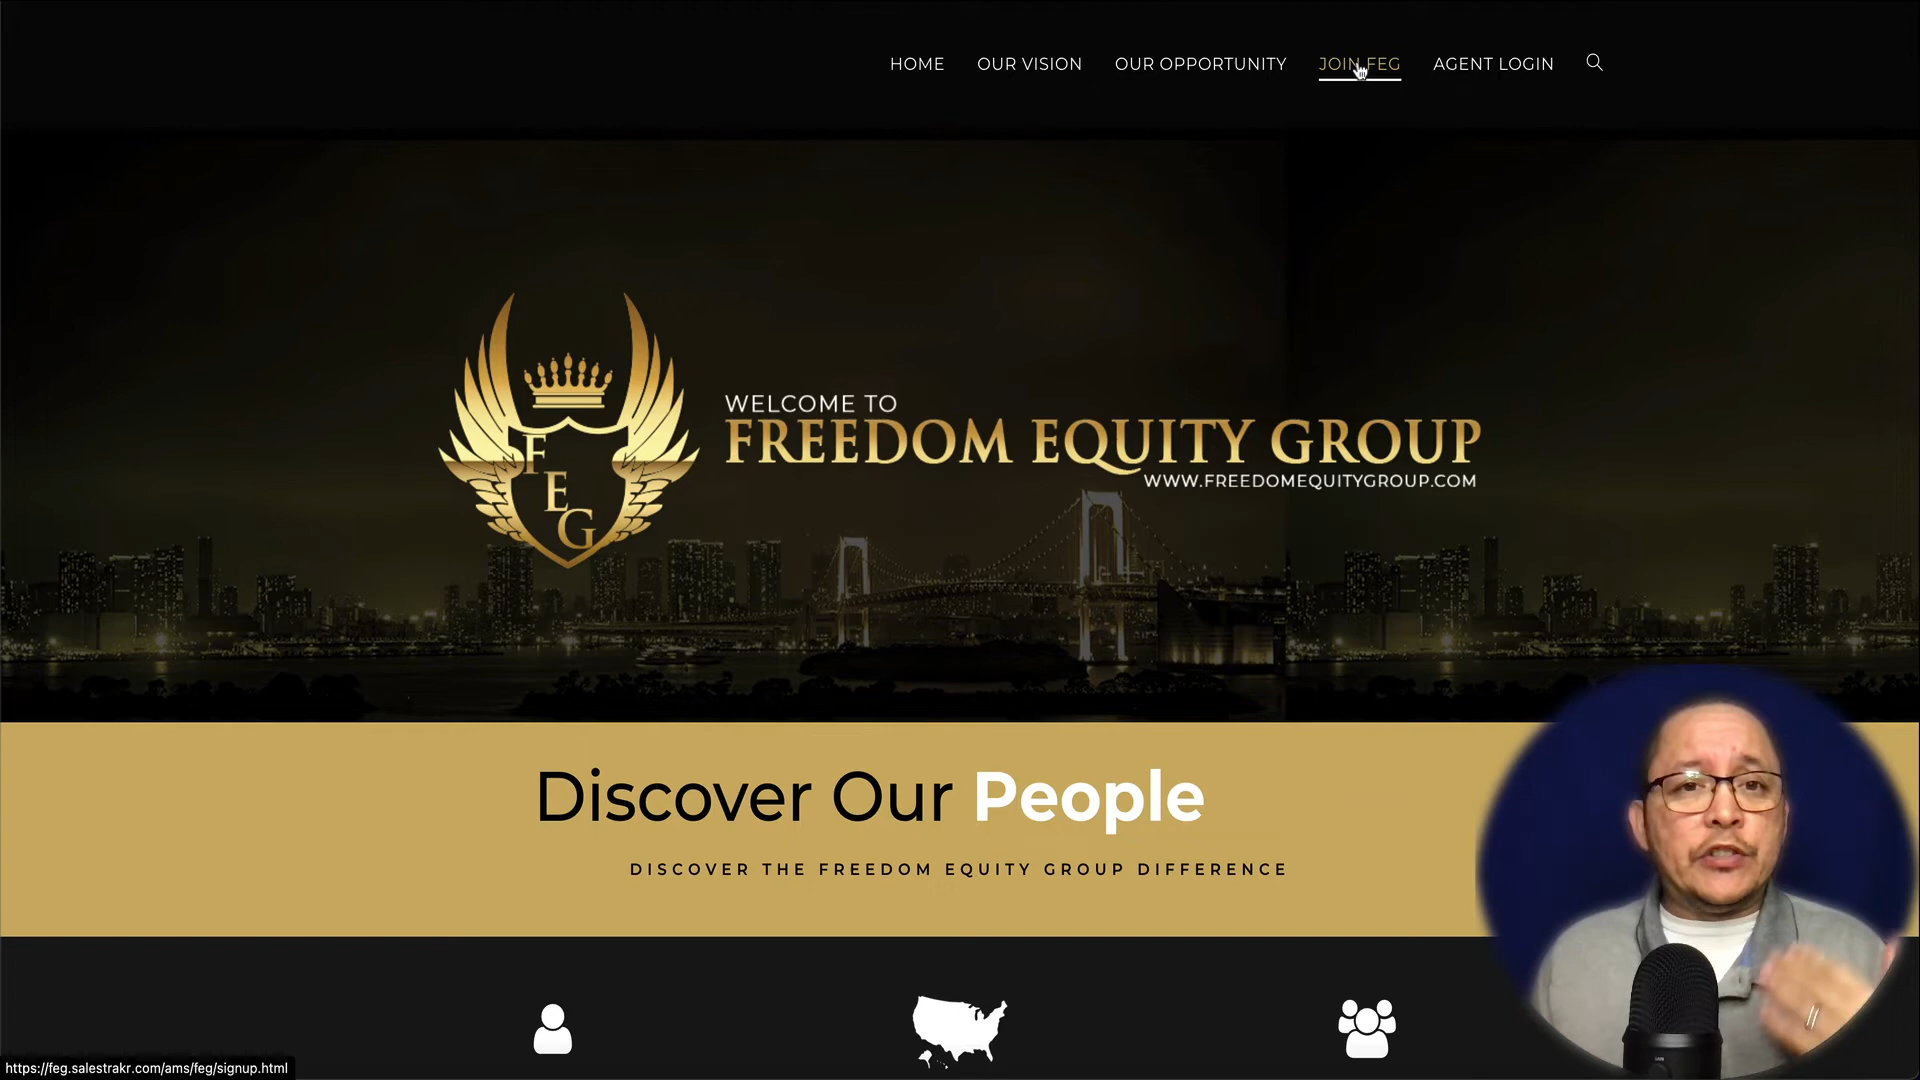 HOME OUR VISION OUR OPPORTUNITY JOIN FEG AGENT LOGIN
WELCOME TO
FREEDOM EQUITY GROUP
WWW.FREEDOMEQUITYGROUP.COM
F
E
G
Discover Our People
DISCOVER THE FREEDOM EQUITY GROUP DIFFERENCE
https://feg.salestrakr.com/ams/feg/signup.html